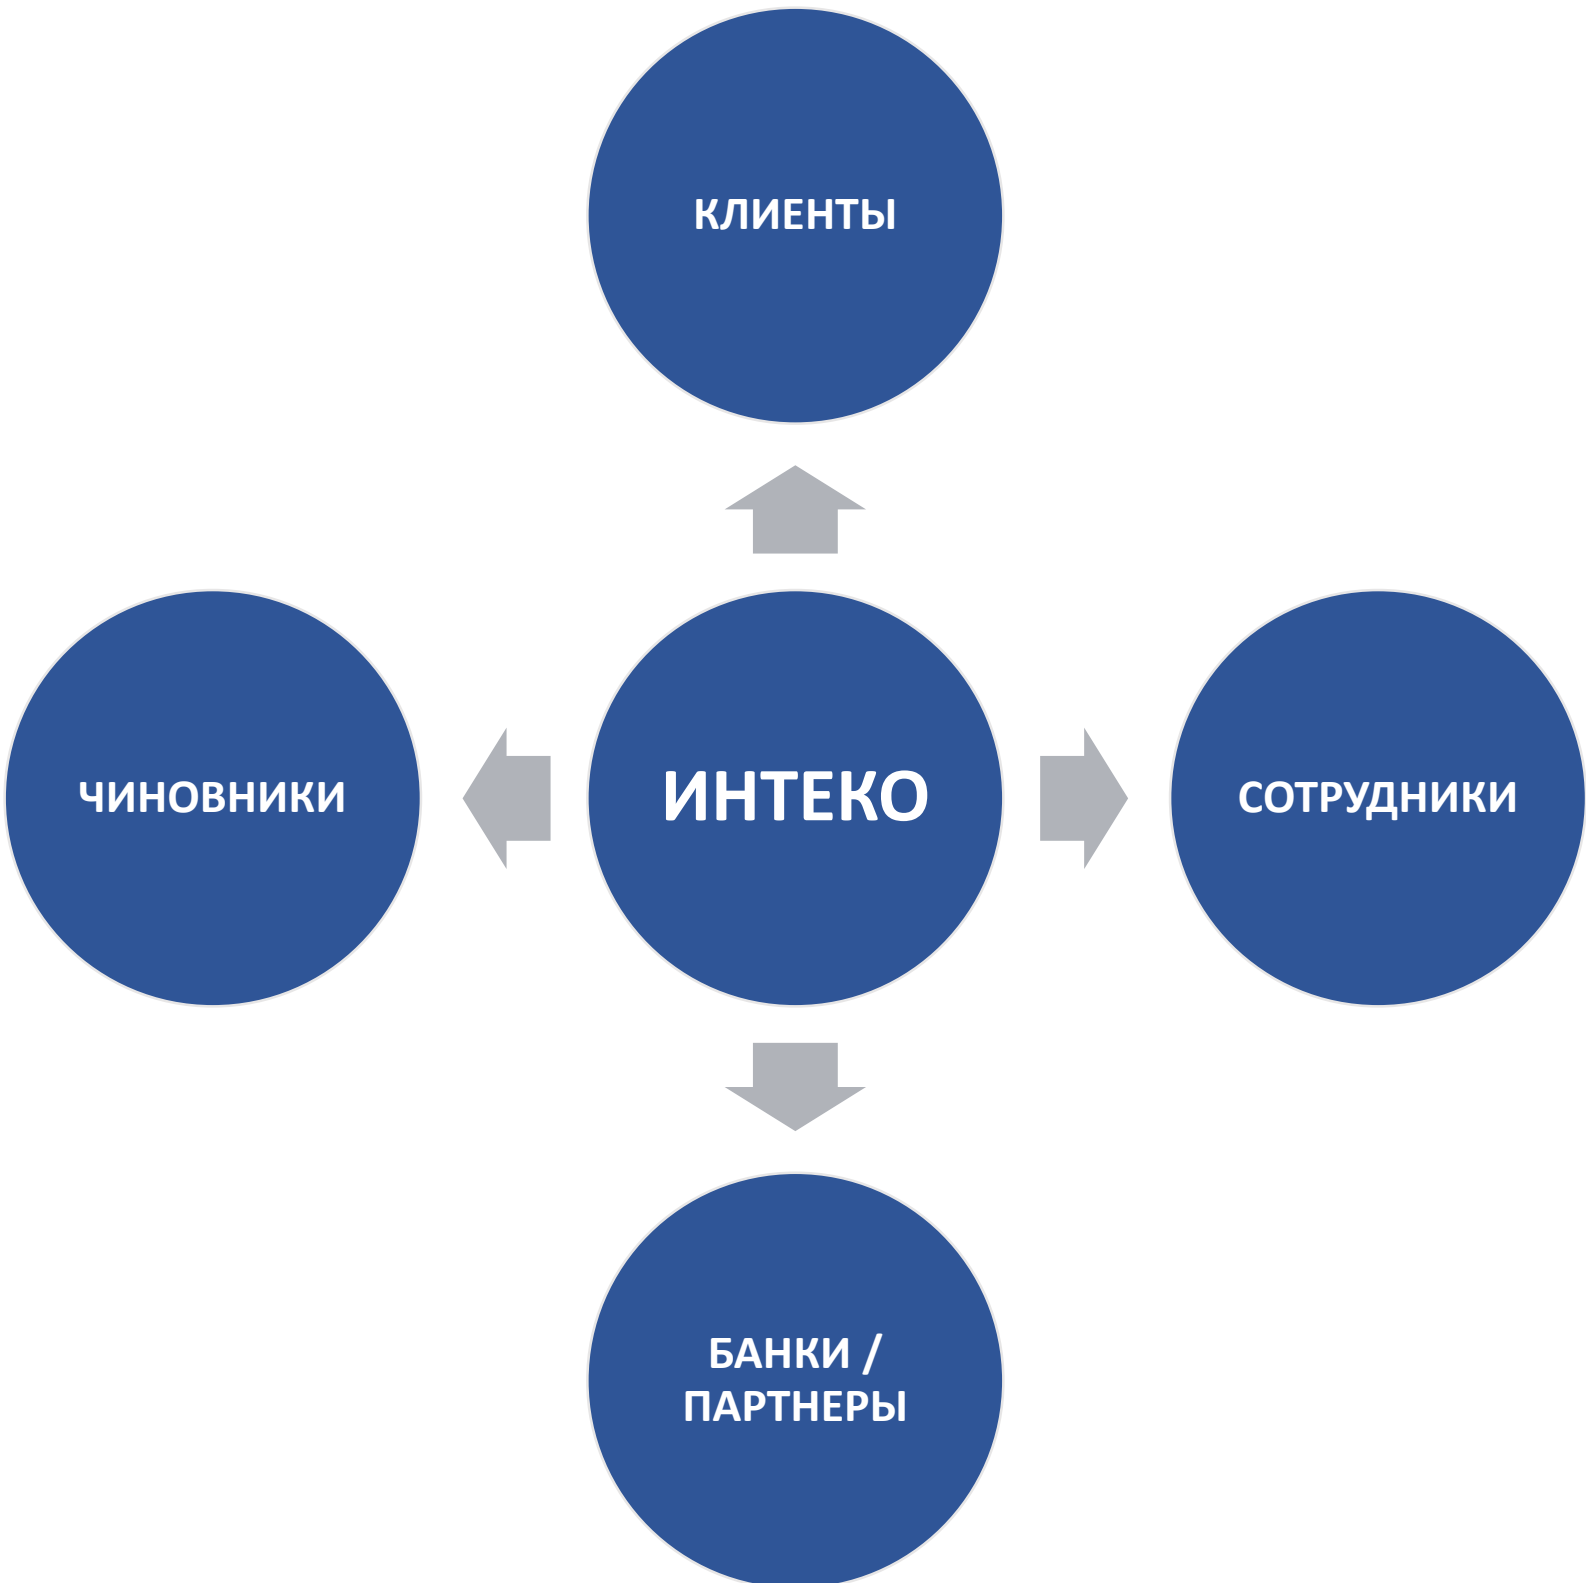 КЛИЕНТЫ
ЧИНОВНИКИ
ИНТЕКО
СОТРУДНИКИ
БАНКИ /
ПАРТНЕРЫ